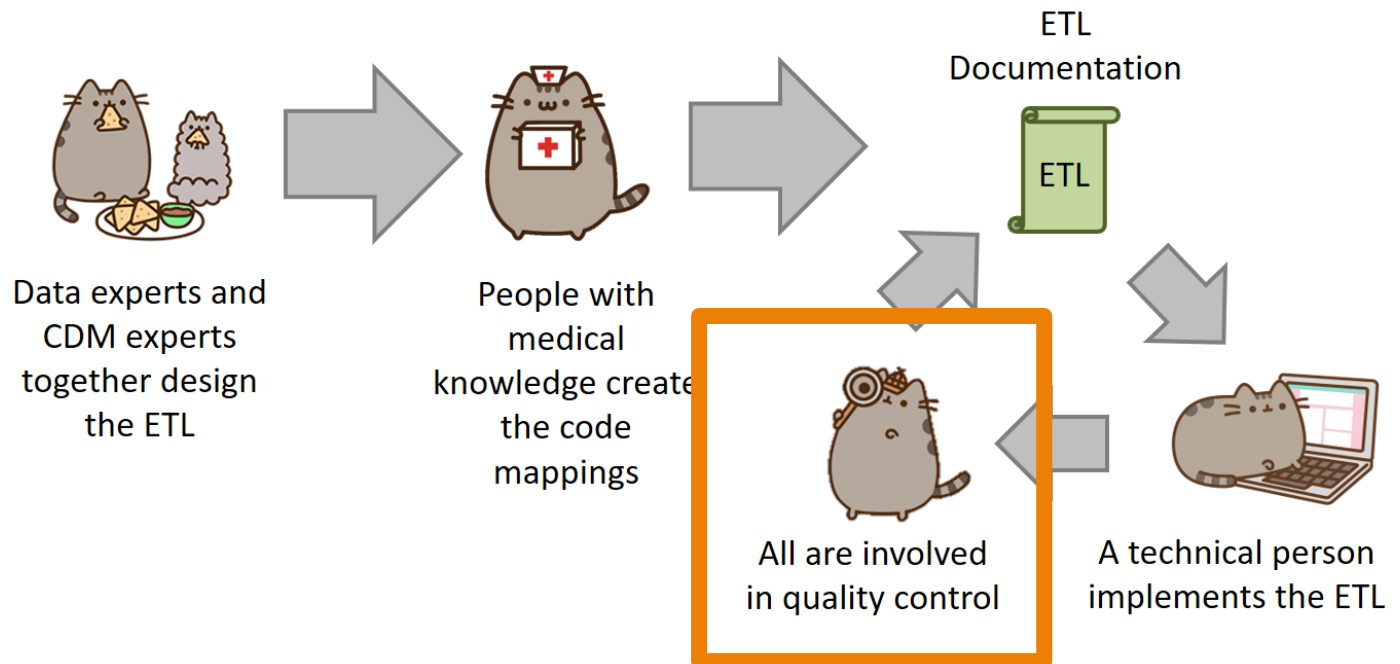 Data experts and
CDM experts
together design
the ETL
People with
medical
knowledge create
the code
mappings
ETL
Documentation
ETL
A technical person
implements the ETL
All are involved
in quality control